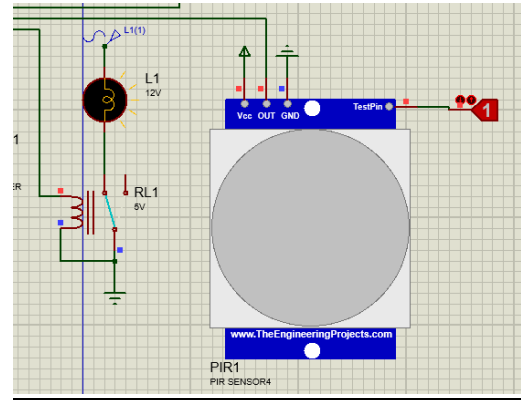 L1(1)
L1
12V
1
ER
RL1
5V
Vcc OUT GND
TestPin
1
www.TheEngineeringProjects.com
PIR1
PIR SENSOR4